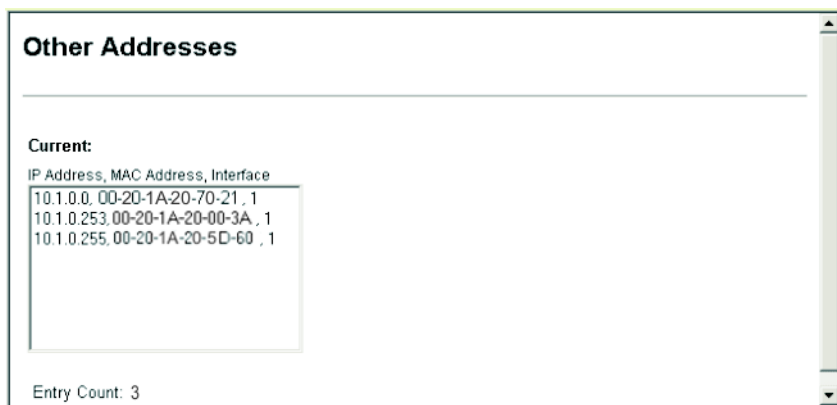 Other Addresses
Current:
IP Address, MAC Address, Interface
10.1.0.0, 00-20-1A-20-70-21 , 1
10.1.0.253, 00-20-1A-20-00-3A , 1
10.1.0.255, 00-20-1A-20-5D-60 , 1
Entry Count: 3